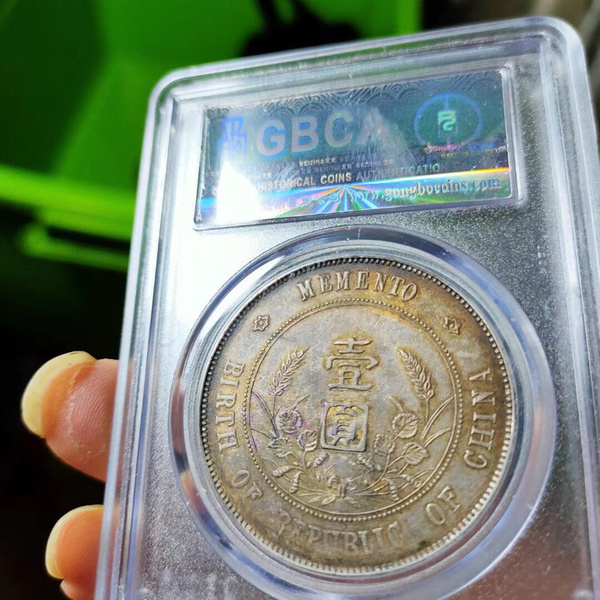 GBCA
HISTORICAL COINS AUTHENTICATIO
www.gongbocoins.com
MEMENTO
壹
圓
BIRTH OF REPUBLIC OF CHINA